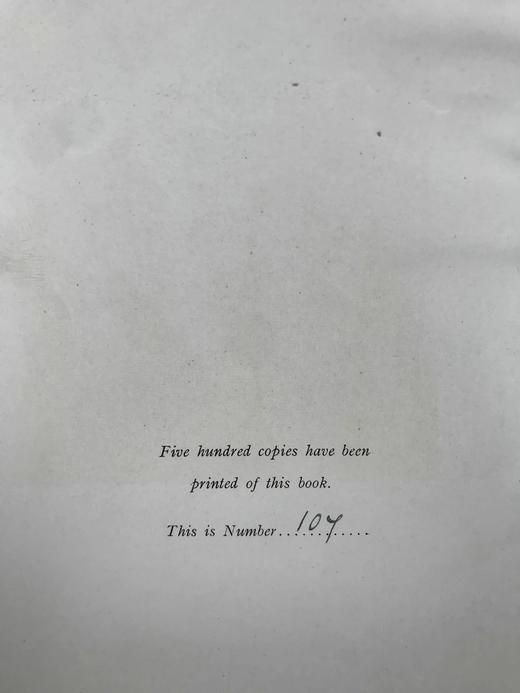 Five hundred copies have been
printed of this book.
This is Number....107.....